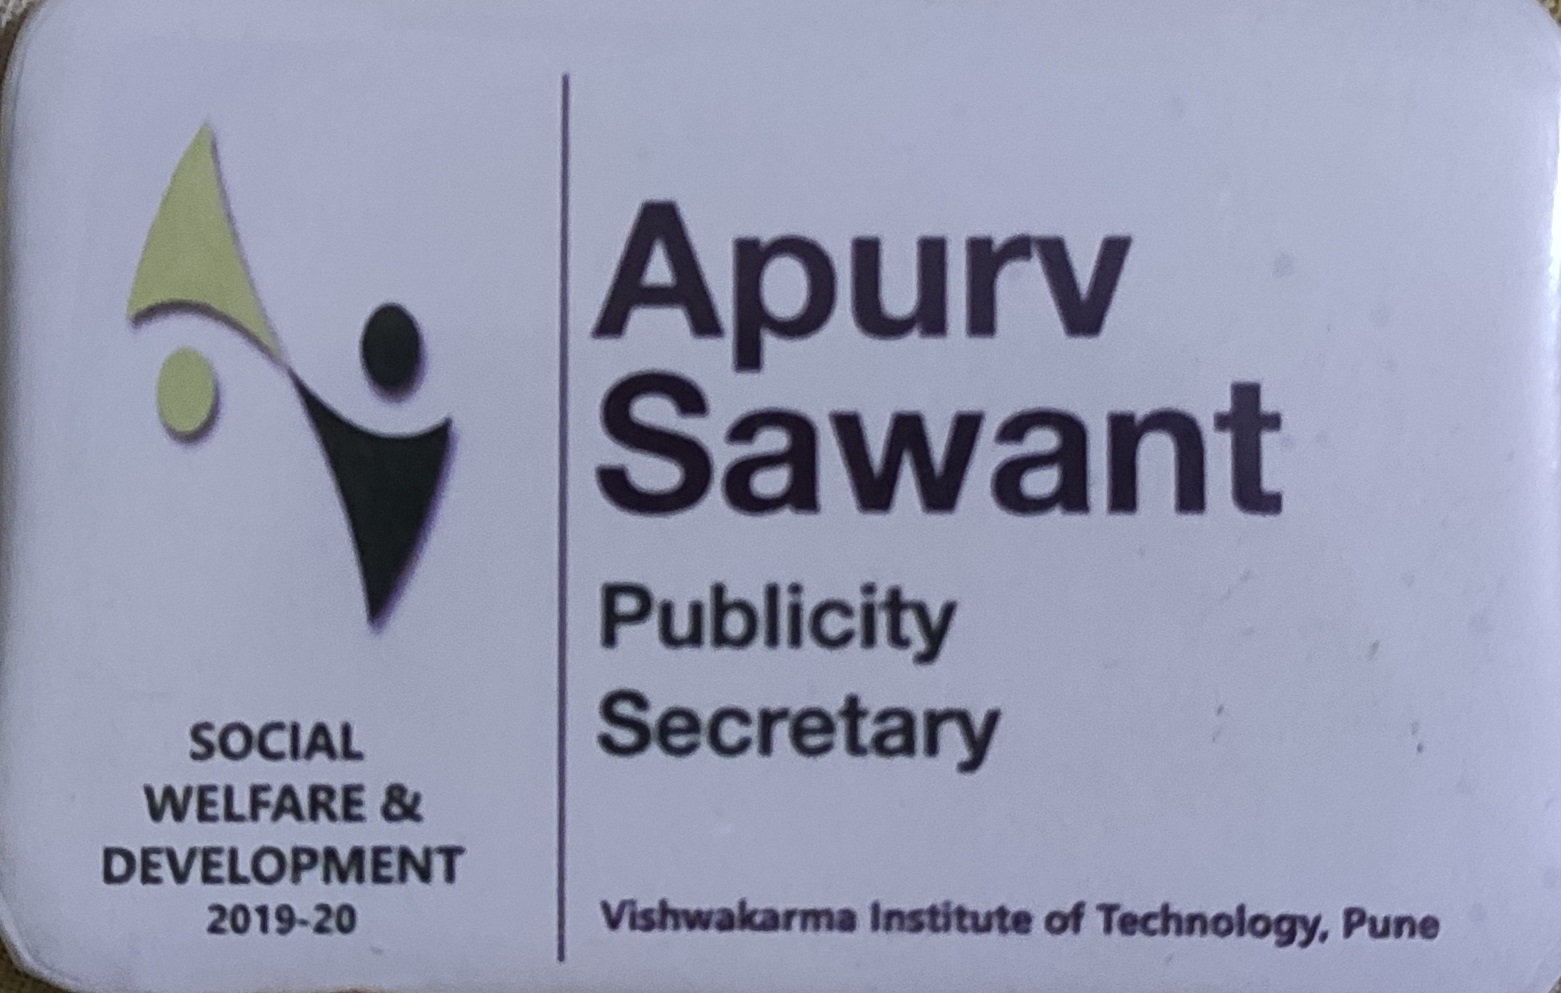 SOCIAL
WELFARE &
DEVELOPMENT
2019-20
Apurv
Sawant
Publicity
Secretary
Vishwakarma Institute of Technology, Pune